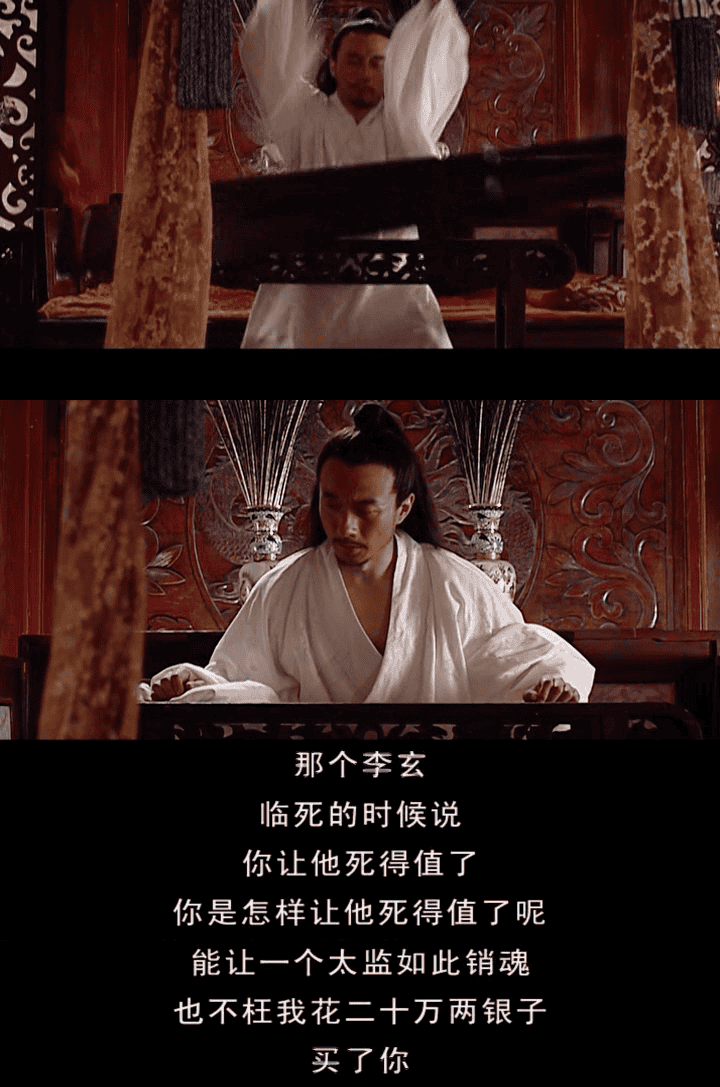 那个李玄
临死的时候说
你让他死得值了
你是怎样让他死得值了呢
能让一个太监如此销魂
也不枉我花二十万两银子
买了你